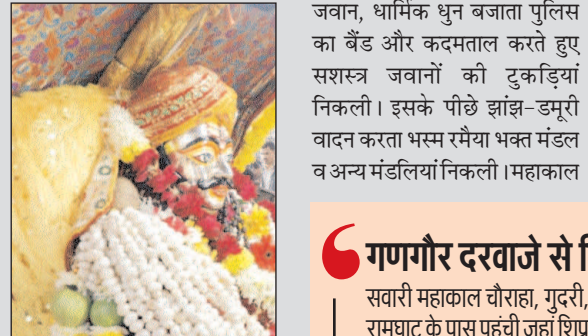 जवान, धार्मिक धुन बजाता पुलिस
का बैंड और कदमताल करते हुए
सशस्त्र जवानों की टुकड़ियां
निकली। इसके पीछे झांझ-डमूरी
वादन करता भस्म रमैया भक्त मंडल
व अन्य मंडलियां निकली।महाकाल
गणगौर दरवाजे से
सवारी महाकाल चौराहा, गुदरी,
रामघाट के पास पहुंची जहां